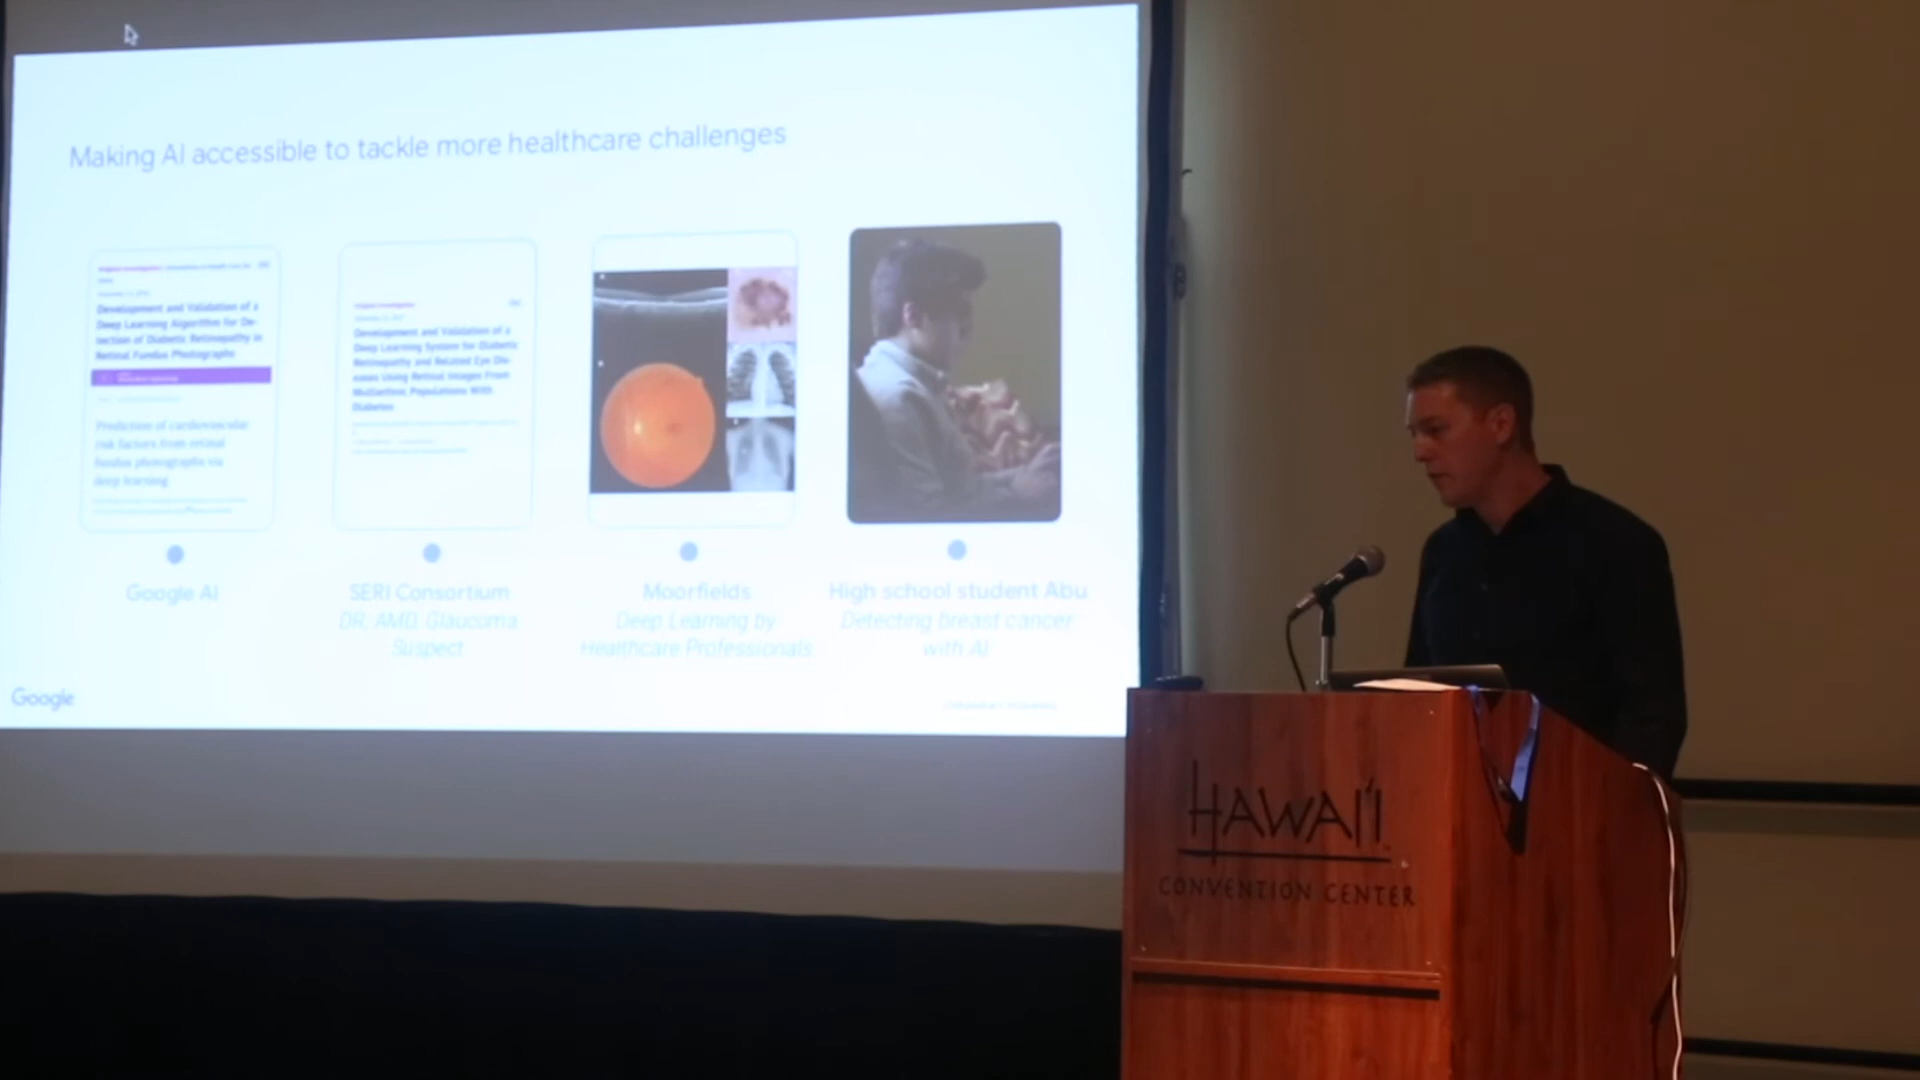 Making AI accessible to tackle more healthcare challenges
Development and Validation of a
Deep Learning Algorithm for De-
tection of Diabetic Retinopathy in
Retinal Fundus Photographs
Prediction of cardiovascular
risk factors from retinal
fundus photographs via
deep learning
Development and Validation of a
Deep Learning System for Diabetic
Retinopathy and Related Eye Dis-
eases Using Retinal Images From
Multiethnic Populations With
Diabetes
Google AI
SERI Consortium
DR, AMD, Glaucoma
Suspect
Moorfields
Deep Learning by
Healthcare Professionals
High school student Abu
Detecting breast cancer
with AI
Google
HAWAI'I
CONVENTION CENTER